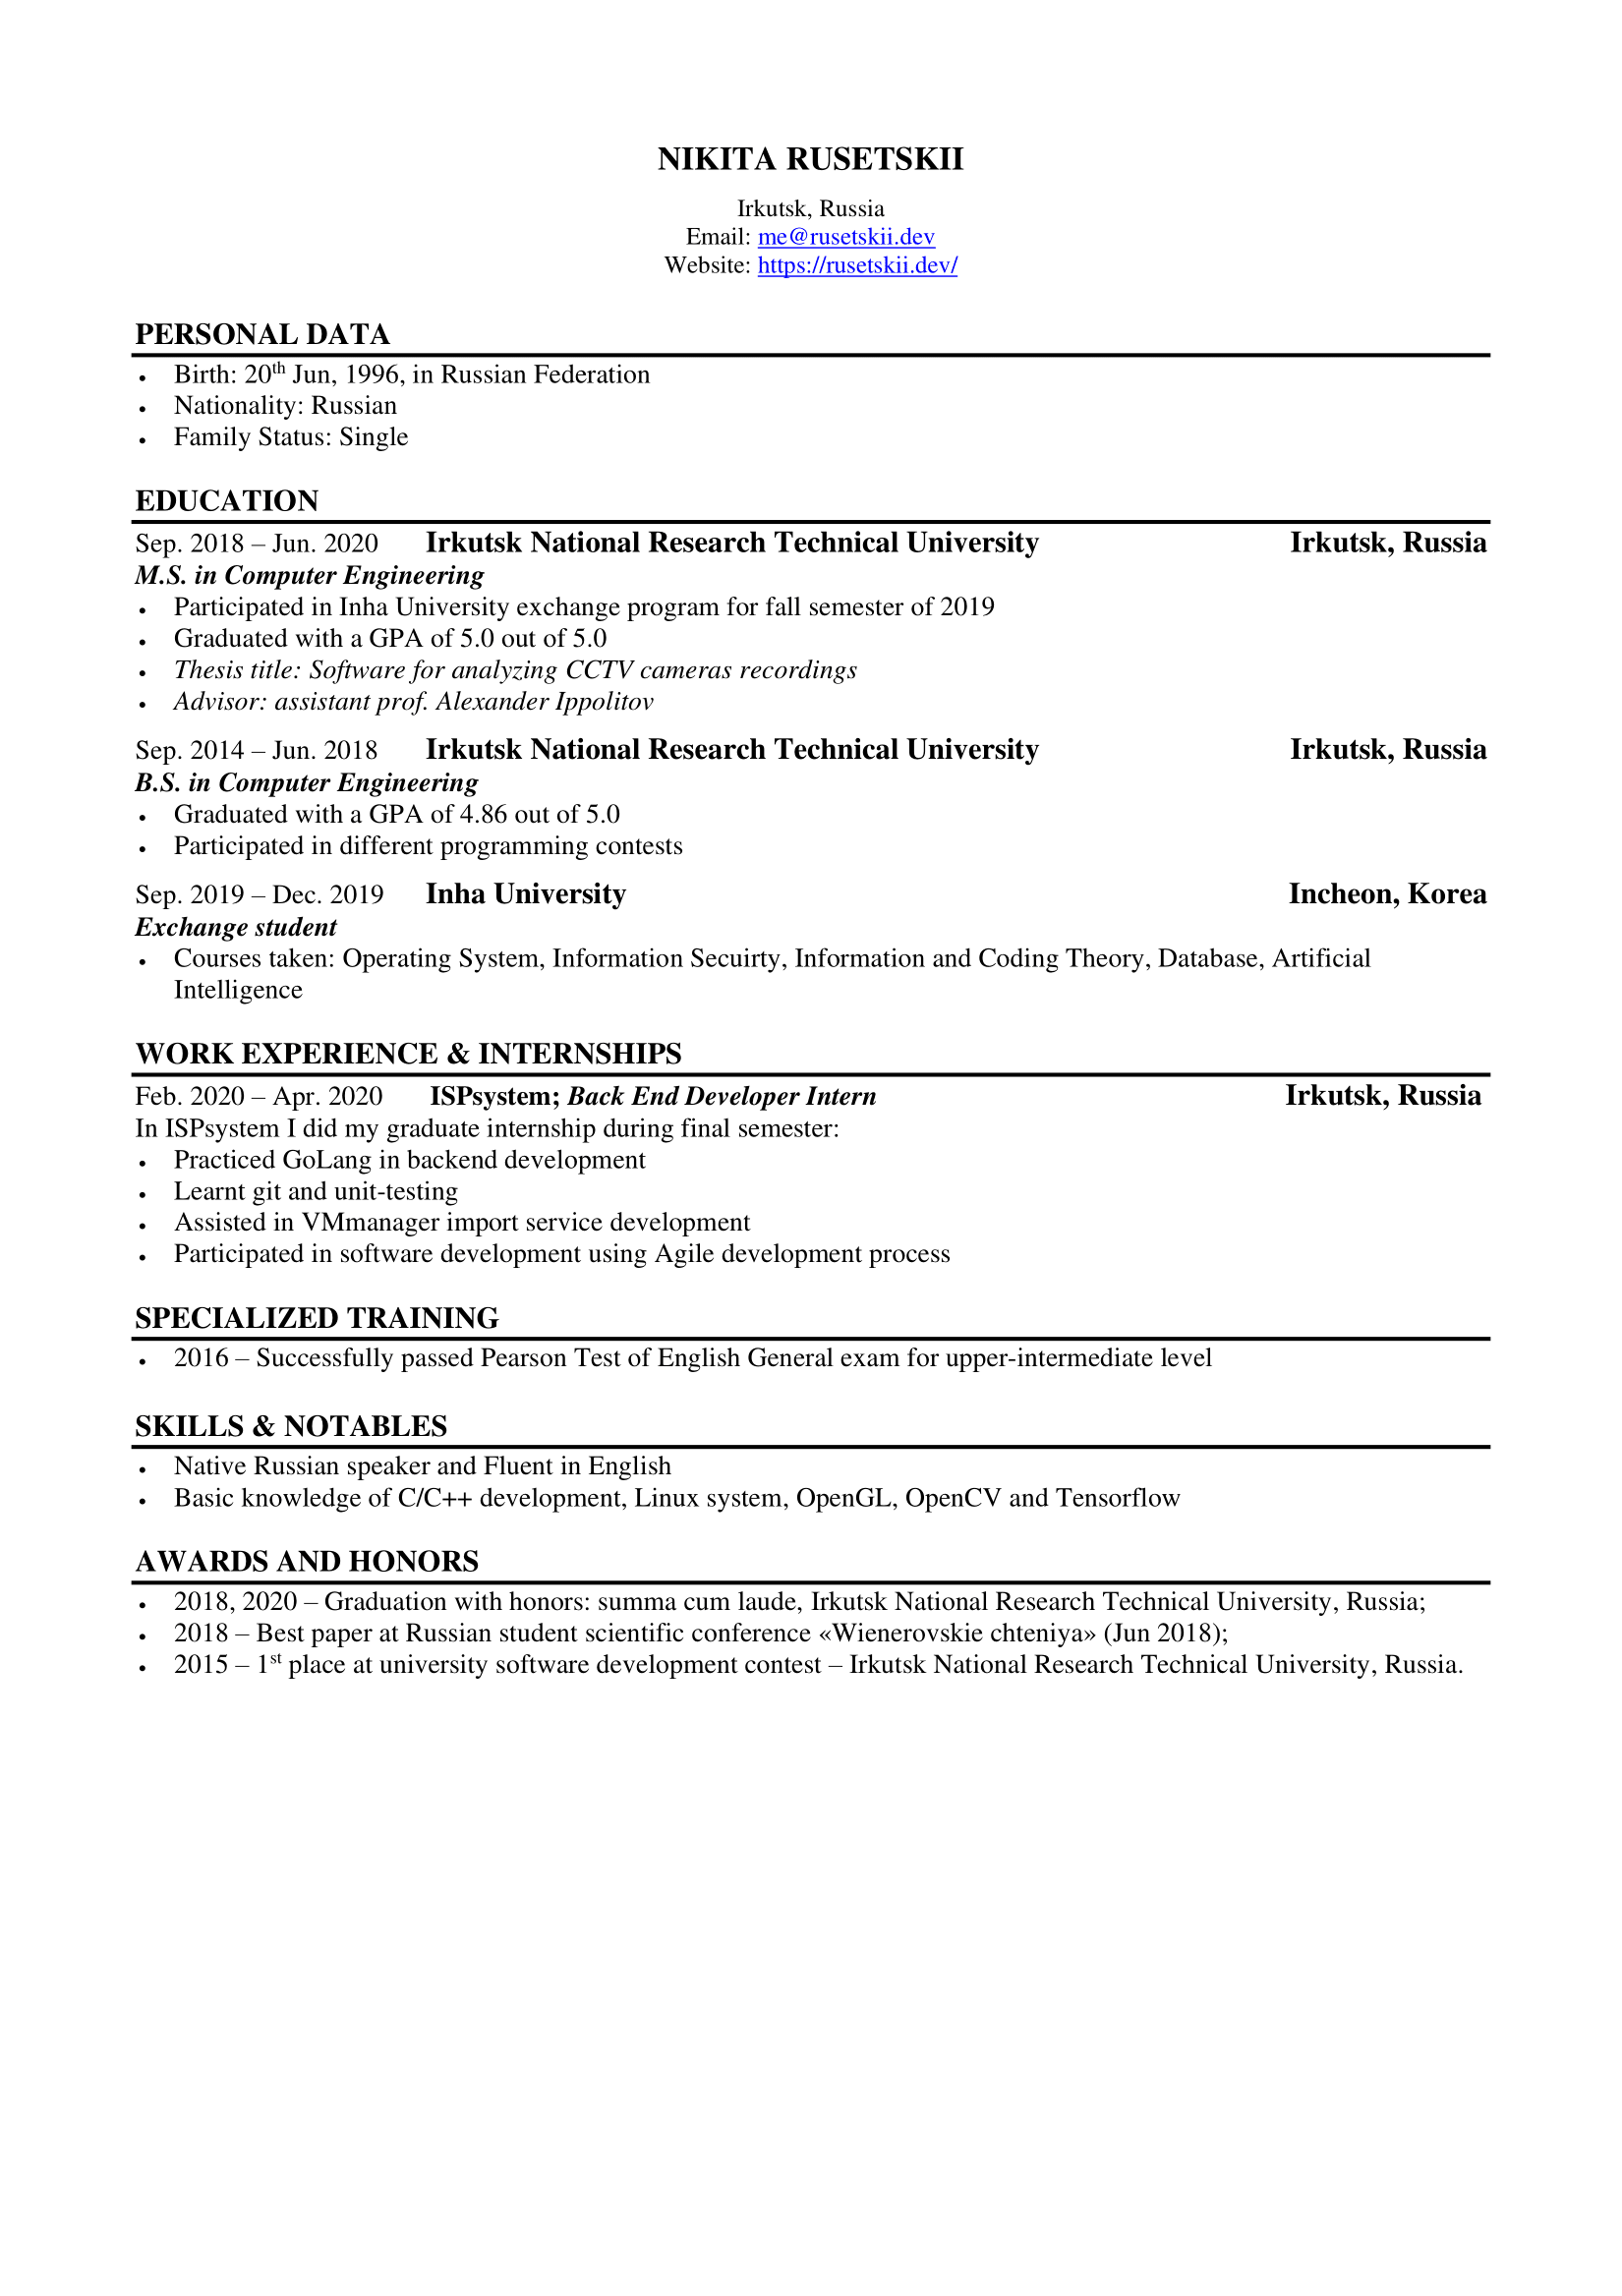 NIKITA RUSETSKII
Irkutsk, Russia
Email: me@rusetskii.dev
Website: https://rusetskii.dev/
PERSONAL DATA
• Birth: 20th Jun, 1996, in Russian Federation
• Nationality: Russian
• Family Status: Single
EDUCATION
Sep. 2018 – Jun. 2020 Irkutsk National Research Technical University Irkutsk, Russia
M.S. in Computer Engineering
• Participated in Inha University exchange program for fall semester of 2019
• Graduated with a GPA of 5.0 out of 5.0
• Thesis title: Software for analyzing CCTV cameras recordings
• Advisor: assistant prof. Alexander Ippolitov
Sep. 2014 – Jun. 2018 Irkutsk National Research Technical University Irkutsk, Russia
B.S. in Computer Engineering
• Graduated with a GPA of 4.86 out of 5.0
• Participated in different programming contests
Sep. 2019 – Dec. 2019 Inha University Incheon, Korea
Exchange student
• Courses taken: Operating System, Information Secuirty, Information and Coding Theory, Database, Artificial
Intelligence
WORK EXPERIENCE & INTERNSHIPS
Feb. 2020 – Apr. 2020 ISPsystem; Back End Developer Intern Irkutsk, Russia
In ISPsystem I did my graduate internship during final semester:
• Practiced GoLang in backend development
• Learnt git and unit-testing
• Assisted in VMmanager import service development
• Participated in software development using Agile development process
SPECIALIZED TRAINING
• 2016 – Successfully passed Pearson Test of English General exam for upper-intermediate level
SKILLS & NOTABLES
• Native Russian speaker and Fluent in English
• Basic knowledge of C/C++ development, Linux system, OpenGL, OpenCV and Tensorflow
AWARDS AND HONORS
• 2018, 2020 – Graduation with honors: summa cum laude, Irkutsk National Research Technical University, Russia;
• 2018 – Best paper at Russian student scientific conference «Wienerovskie chteniya» (Jun 2018);
• 2015 – 1st place at university software development contest – Irkutsk National Research Technical University, Russia.